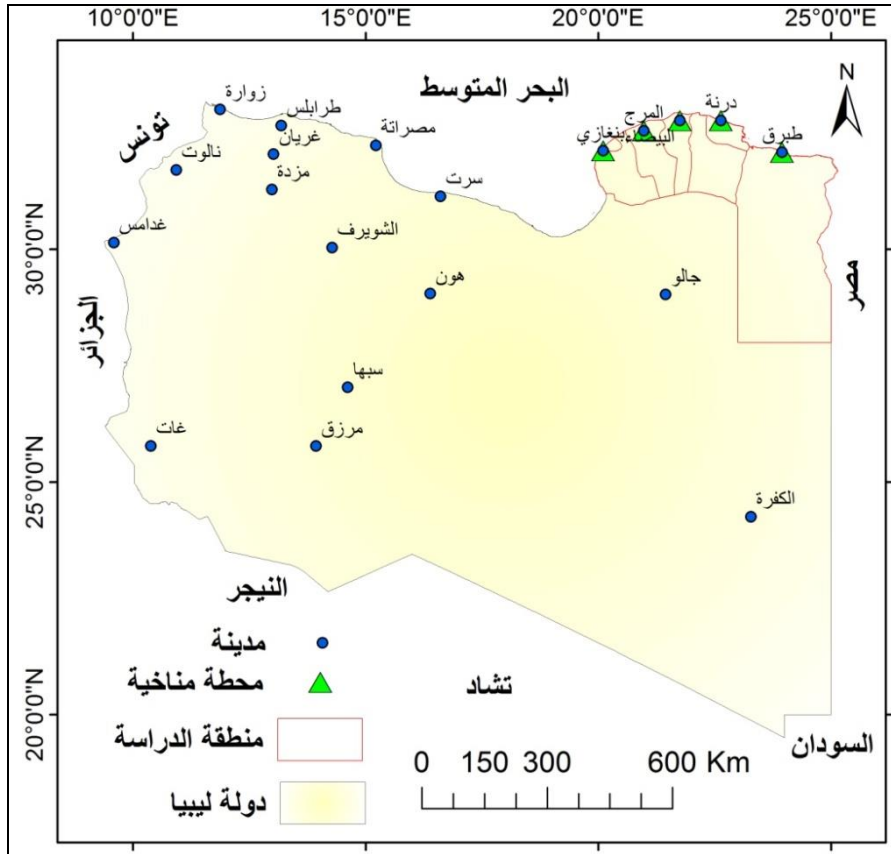 10°0'0"E 15°0'0"E 20°0'0"E 25°0'0"E
N
البحر المتوسط
تونس
زوارة
طرابلس
غريان
مصراتة
نالوت
مزدة
سرت
المرج
درنة
بنغازي
البيضاء
طبرق
30°0'0"N
غدامس
الشويرف
هون
جالو
مصر
الجزائر
سبها
غات
مرزق
25°0'0"N
الكفرة
النيجر
مدينة
محطة مناخية
تشاد
20°0'0"N
منطقة الدراسة
السودان
0 150 300 600 Km
دولة ليبيا